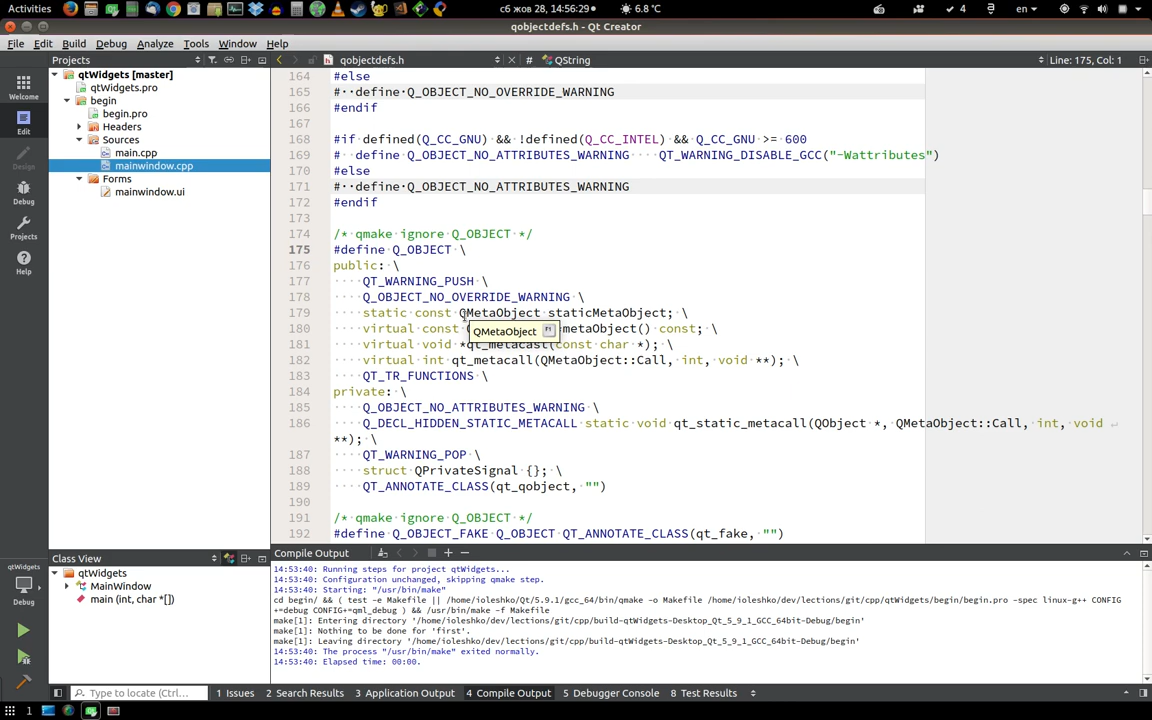 Activities
сб жов 28, 14:56:29
6.8 °C
4
en
qobjectdefs.h - Qt Creator
File Edit Build Debug Analyze Tools Window Help
Projects
qobjectdefs.h
#
QString
Line: 175, Col: 1
Welcome
Edit
Design
Debug
Projects
Help
qtWidgets [master]
qtWidgets.pro
begin
begin.pro
Headers
Sources
main.cpp
mainwindow.cpp
Forms
mainwindow.ui
164 #else
165 #··define·Q_OBJECT_NO_OVERRIDE_WARNING
166 #endif
167
168 #if·defined(Q_CC_GNU)·&&·!defined(Q_CC_INTEL)·&&·Q_CC_GNU·>=·600
169 #··define·Q_OBJECT_NO_ATTRIBUTES_WARNING····QT_WARNING_DISABLE_GCC("-Wattributes")
170 #else
171 #··define·Q_OBJECT_NO_ATTRIBUTES_WARNING
172 #endif
173
174 /*·qmake·ignore·Q_OBJECT·*/
175 #define·Q_OBJECT·\
176 public:·\
177 ····QT_WARNING_PUSH·\
178 ····Q_OBJECT_NO_OVERRIDE_WARNING·\
179 ····static·const·QMetaObject·staticMetaObject;·\
180 ····virtual·const· metaObject()·const;·\
QMetaObject F1
181 ····virtual·void·*qt_metacast(const·char·*);·\
182 ····virtual·int·qt_metacall(QMetaObject::Call,·int,·void·**);·\
183 ····QT_TR_FUNCTIONS·\
184 private:·\
185 ····Q_OBJECT_NO_ATTRIBUTES_WARNING·\
186 ····Q_DECL_HIDDEN_STATIC_METACALL·static·void·qt_static_metacall(QObject·*,·QMetaObject::Call,·int,·void·↵
**);·\
187 ····QT_WARNING_POP·\
188 ····struct·QPrivateSignal·{};·\
189 ····QT_ANNOTATE_CLASS(qt_qobject,·"")
190
191 /*·qmake·ignore·Q_OBJECT·*/
192 #define·Q_OBJECT_FAKE·Q_OBJECT·QT_ANNOTATE_CLASS(qt_fake,·"")
Class View
qtWidgets
MainWindow
main (int, char *[])
Compile Output
14:53:40: Running steps for project qtWidgets...
14:53:40: Configuration unchanged, skipping qmake step.
14:53:40: Starting: "/usr/bin/make"
cd begin/ && ( test -e Makefile || /home/ioleshko/Qt/5.9.1/gcc_64/bin/qmake -o Makefile /home/ioleshko/dev/lections/git/cpp/qtWidgets/begin/begin.pro -spec linux-g++ CONFIG
+=debug CONFIG+=qml_debug ) && /usr/bin/make -f Makefile
make[1]: Entering directory '/home/ioleshko/dev/lections/git/cpp/build-qtWidgets-Desktop_Qt_5_9_1_GCC_64bit-Debug/begin'
make[1]: Nothing to be done for 'first'.
make[1]: Leaving directory '/home/ioleshko/dev/lections/git/cpp/build-qtWidgets-Desktop_Qt_5_9_1_GCC_64bit-Debug/begin'
14:53:40: The process "/usr/bin/make" exited normally.
14:53:40: Elapsed time: 00:00.
qtWidgets
Debug
Type to locate (Ctrl...
1 Issues 2 Search Results 3 Application Output 4 Compile Output 5 Debugger Console 8 Test Results
1